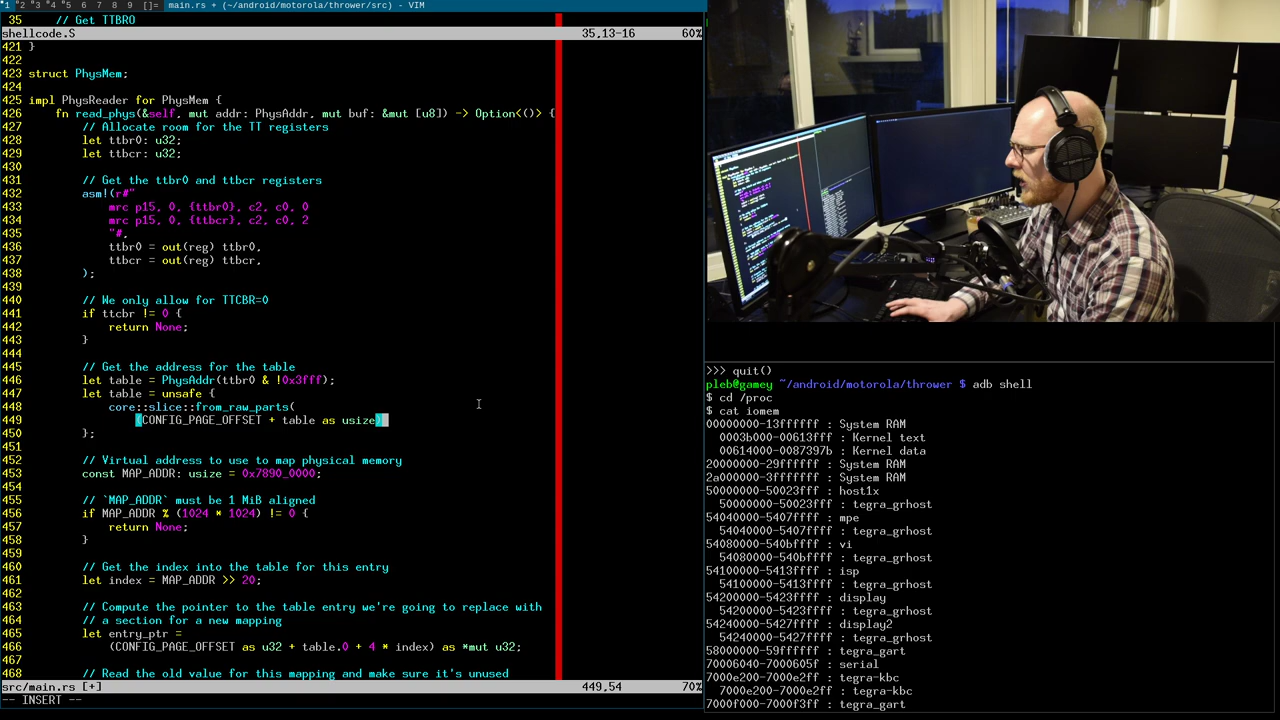 1 2 3 4 5 6 7 8 9 []= main.rs + (~/android/motorola/thrower/src) - VIM
35     // Get TTBR0
shellcode.S 35,13-16 60%
421 }
422
423 struct PhysMem;
424
425 impl PhysReader for PhysMem {
426     fn read_phys(&self, mut addr: PhysAddr, mut buf: &mut [u8]) -> Option<()> {
427         // Allocate room for the TT registers
428         let ttbr0: u32;
429         let ttbcr: u32;
430
431         // Get the ttbr0 and ttbcr registers
432         asm!(r#"
433             mrc p15, 0, {ttbr0}, c2, c0, 0
434             mrc p15, 0, {ttbcr}, c2, c0, 2
435             "#,
436             ttbr0 = out(reg) ttbr0,
437             ttbcr = out(reg) ttbcr,
438         );
439
440         // We only allow for TTCBR=0
441         if ttcbr != 0 {
442             return None;
443         }
444
445         // Get the address for the table
446         let table = PhysAddr(ttbr0 & !0x3fff);
447         let table = unsafe {
448             core::slice::from_raw_parts(
449                 (CONFIG_PAGE_OFFSET + table as usize)
450         };
451
452         // Virtual address to use to map physical memory
453         const MAP_ADDR: usize = 0x7890_0000;
454
455         // `MAP_ADDR` must be 1 MiB aligned
456         if MAP_ADDR % (1024 * 1024) != 0 {
457             return None;
458         }
459
460         // Get the index into the table for this entry
461         let index = MAP_ADDR >> 20;
462
463         // Compute the pointer to the table entry we're going to replace with
464         // a section for a new mapping
465         let entry_ptr =
466             (CONFIG_PAGE_OFFSET as u32 + table.0 + 4 * index) as *mut u32;
467
468         // Read the old value for this mapping and make sure it's unused
src/main.rs [+] 449,54 70%
-- INSERT --
>>> quit()
pleb@gamey ~/android/motorola/thrower $ adb shell
$ cd /proc
$ cat iomem
00000000-13ffffff : System RAM
  0003b000-00613fff : Kernel text
  00614000-0087397b : Kernel data
20000000-29ffffff : System RAM
2a000000-3fffffff : System RAM
50000000-50023fff : host1x
  50000000-50023fff : tegra_grhost
54040000-5407ffff : mpe
  54040000-5407ffff : tegra_grhost
54080000-540bffff : vi
  54080000-540bffff : tegra_grhost
54100000-5413ffff : isp
  54100000-5413ffff : tegra_grhost
54200000-5423ffff : display
  54200000-5423ffff : tegra_grhost
54240000-5427ffff : display2
  54240000-5427ffff : tegra_grhost
58000000-59ffffff : tegra_gart
70006040-7000605f : serial
7000e200-7000e2ff : tegra-kbc
  7000e200-7000e2ff : tegra-kbc
7000f000-7000f3ff : tegra_gart